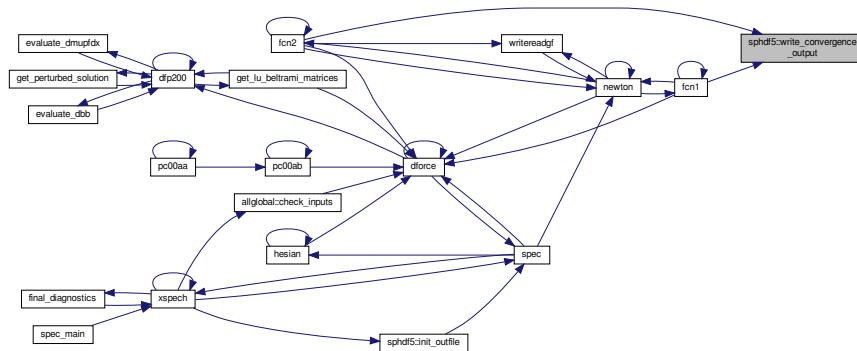 evaluate_dmupfdx
get_perturbed_solution
evaluate_dbb
dfp200
get_lu_beltrami_matrices
fcn2
writereadgf
sphdf5::write_convergence
_output
newton
fcn1
pc00aa
pc00ab
dforce
allglobal::check_inputs
hesian
spec
final_diagnostics
xspech
spec_main
sphdf5::init_outfile